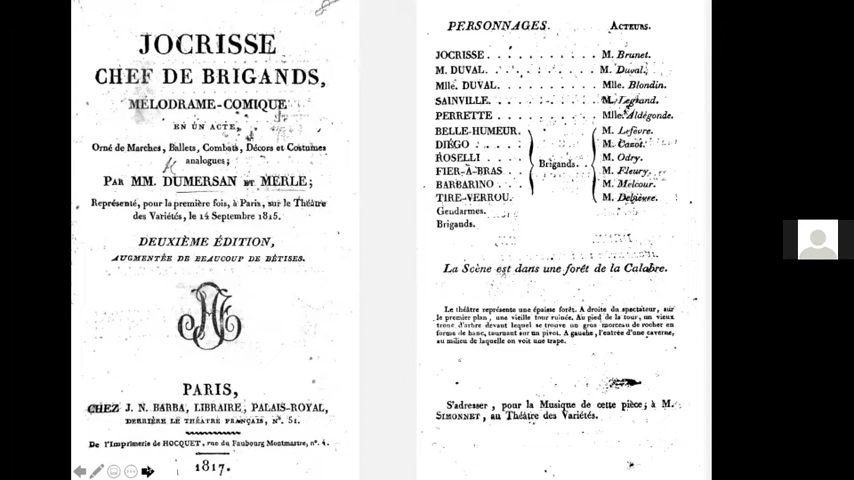 JOCRISSE
CHEF DE BRIGANDS,
MÉLODRAME-COMIQUE
EN UN ACTE,
Orné de Marches, Ballets, Combats, Décors et Costumes
analogues;
PAR MM. DUMERSAN ET MERLE;
Représenté, pour la première fois, à Paris, sur le Théâtre
des Variétés, le 14 Septembre 1815.
DEUXIÈME ÉDITION,
AUGMENTÉE DE BEAUCOUP DE BÊTISES.
PARIS,
CHEZ J. N. BARBA, LIBRAIRE, PALAIS-ROYAL,
DERRIÈRE LE THÉATRE FRANÇAIS, N°. 51.
De l'Imprimerie de HOCQUET, rue du Faubourg Montmartre, n°. 4.
1817.
PERSONNAGES. ACTEURS.
JOCRISSE . . . . . . . . . . . M. Brunet.
M. DUVAL. . . . . . . . . . . M. Duval.
Mlle. DUVAL. . . . . . . . . . Mlle. Blondin.
SAINVILLE. . . . . . . . . . . M. Legrand.
PERRETTE . . . . . . . . . . . Mlle. Aldégonde.
BELLE-HUMEUR. M. Lefèvre.
DIÉGO . . . . M. Cazot.
ROSELLI . . . M. Odry.
Brigands. . .
FIER-A-BRAS . . M. Fleury.
BARBARINO . . . M. Melcour.
TIRE-VERROU. M.
Gendarmes.
Brigands.
La Scène est dans une forêt de la Calabre.
Le théâtre représente une épaisse forêt. A droite du spectateur, sur
le premier plan, une vieille tour ruinée. Au pied de la tour, un vieux
tronc d'arbre devant lequel se trouve un gros morceau de rocher en
forme de banc, tournant sur un pivot. A gauche, l'entrée d'une caverne,
au milieu de laquelle on voit une trape.
S'adresser, pour la Musique de cette pièce, à M.
SIMONNET, au Théâtre des Variétés.